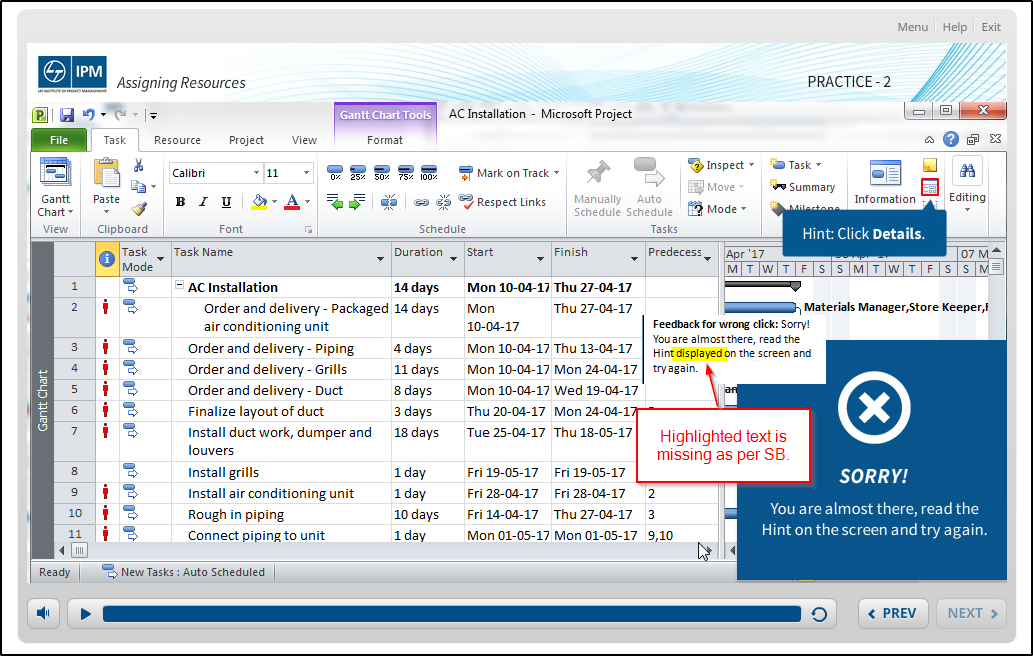 Menu Help Exit
IPM
L&T INSTITUTE OF PROJECT MANAGEMENT
Assigning Resources
PRACTICE - 2
Gantt Chart Tools
AC Installation - Microsoft Project
File Task Resource Project View Format
Gantt Chart
Paste
Calibri 11
B I U
0% 25% 50% 75% 100%
Mark on Track
Respect Links
Manually Schedule
Auto Schedule
Inspect
Move
Mode
Task
Summary
Milestone
Information
Editing
View Clipboard Font Schedule Tasks
Hint: Click Details.
Task Mode Task Name Duration Start Finish Predecess
Apr '17 07 M
M T W T F S S M T W T F S S M
1 AC Installation 14 days Mon 10-04-17 Thu 27-04-17
2 Order and delivery - Packaged air conditioning unit 14 days Mon 10-04-17 Thu 27-04-17
Materials Manager,Store Keeper,
3 Order and delivery - Piping 4 days Mon 10-04-17 Thu 13-04-17
4 Order and delivery - Grills 11 days Mon 10-04-17 Mon 24-04-17
5 Order and delivery - Duct 8 days Mon 10-04-17 Wed 19-04-17
6 Finalize layout of duct 3 days Thu 20-04-17 Mon 24-04-17
7 Install duct work, dumper and louvers 18 days Tue 25-04-17 Thu 18-05-17
8 Install grills 1 day Fri 19-05-17 Fri 19-05-17
9 Install air conditioning unit 1 day Fri 28-04-17 Fri 28-04-17 2
10 Rough in piping 10 days Fri 14-04-17 Thu 27-04-17 3
11 Connect piping to unit 1 day Mon 01-05-17 Mon 01-05-17 9,10
Gantt Chart
Feedback for wrong click: Sorry!
You are almost there, read the
Hint displayed on the screen and
try again.
Highlighted text is
missing as per SB.
SORRY!
You are almost there, read the
Hint on the screen and try again.
Ready New Tasks : Auto Scheduled
PREV NEXT